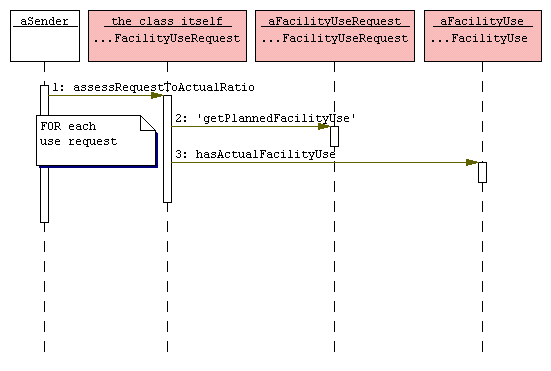 aSender
the class itself
...FacilityUseRequest
aFacilityUseRequest
...FacilityUseRequest
aFacilityUse
...FacilityUse
1: assessRequestToActualRatio
FOR each
use request
2: 'getPlannedFacilityUse'
3: hasActualFacilityUse